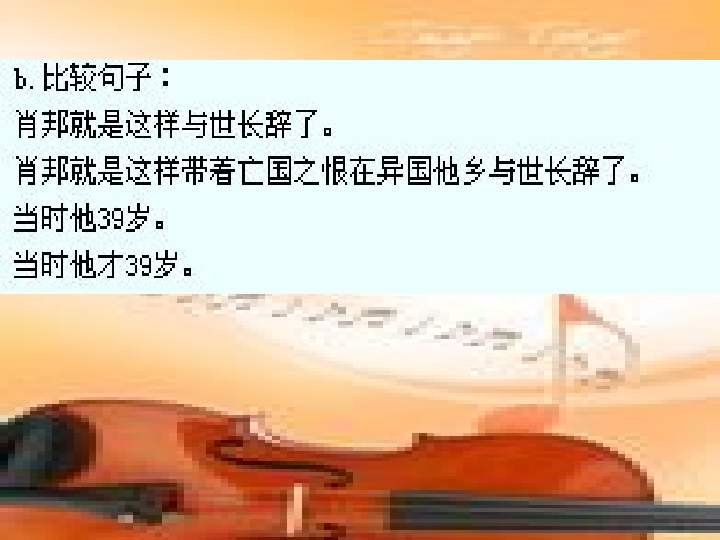 b.比较句子：
肖邦就是这样与世长辞了。
肖邦就是这样带着亡国之恨在异国他乡与世长辞了。
当时他39岁。
当时他才39岁。